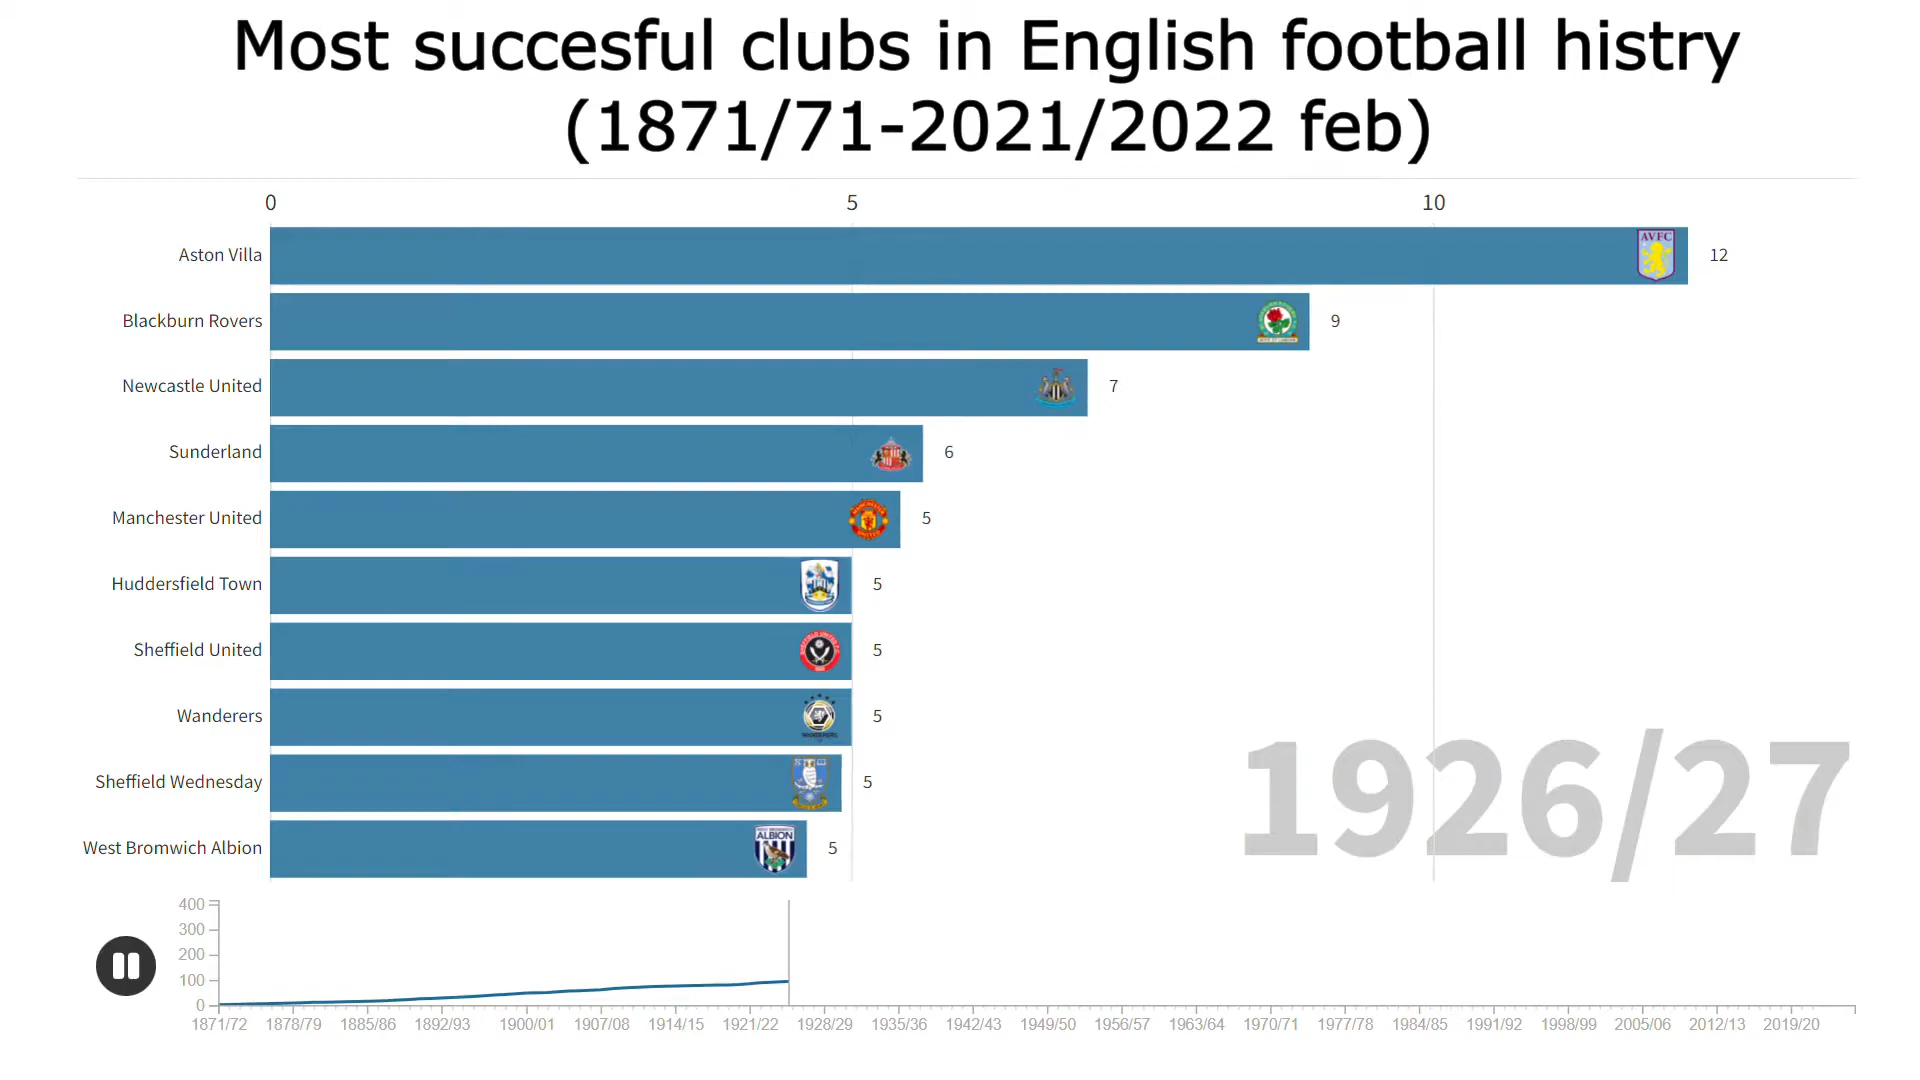 Most succesful clubs in English football histry
(1871/71-2021/2022 feb)
0 5 10
Aston Villa AVFC 12
Blackburn Rovers 9
Newcastle United 7
Sunderland 6
Manchester United 5
Huddersfield Town 5
Sheffield United 5
Wanderers 5
Sheffield Wednesday 5
West Bromwich Albion ALBION 5
1926/27
400
300
200
100
0
1871/72 1878/79 1885/86 1892/93 1900/01 1907/08 1914/15 1921/22 1928/29 1935/36 1942/43 1949/50 1956/57 1963/64 1970/71 1977/78 1984/85 1991/92 1998/99 2005/06 2012/13 2019/20